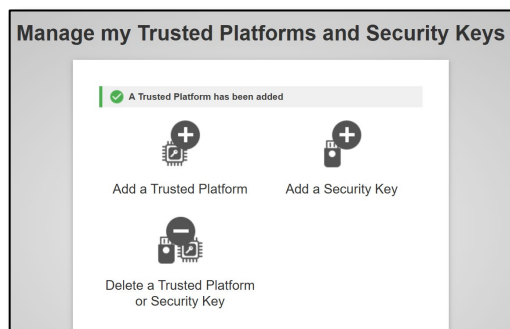 Manage my Trusted Platforms and Security Keys
A Trusted Platform has been added
Add a Trusted Platform
Add a Security Key
Delete a Trusted Platform
or Security Key